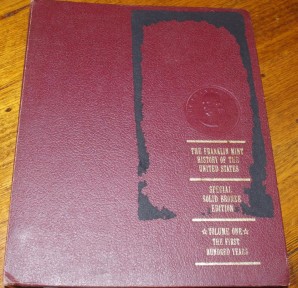 THE FRANKLIN MINT
HISTORY OF THE
UNITED STATES
SPECIAL
SOLID BRONZE
EDITION
☆ VOLUME ONE ☆
THE FIRST
HUNDRED YEARS